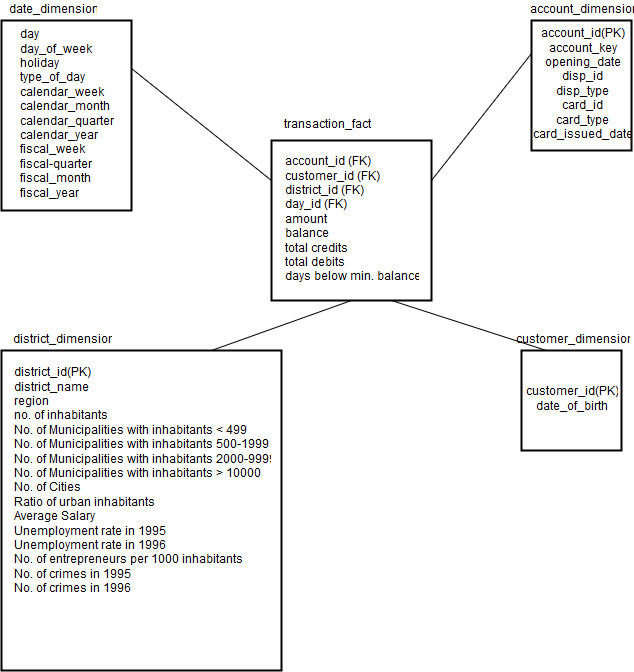 date_dimension
day
day_of_week
holiday
type_of_day
calendar_week
calendar_month
calendar_quarter
calendar_year
fiscal_week
fiscal-quarter
fiscal_month
fiscal_year
account_dimension
account_id(PK)
account_key
opening_date
disp_id
disp_type
card_id
card_type
card_issued_date
transaction_fact
account_id (FK)
customer_id (FK)
district_id (FK)
day_id (FK)
amount
balance
total credits
total debits
days below min. balance
district_dimension
district_id(PK)
district_name
region
no. of inhabitants
No. of Municipalities with inhabitants < 499
No. of Municipalities with inhabitants 500-1999
No. of Municipalities with inhabitants 2000-9999
No. of Municipalities with inhabitants > 10000
No. of Cities
Ratio of urban inhabitants
Average Salary
Unemployment rate in 1995
Unemployment rate in 1996
No. of entrepreneurs per 1000 inhabitants
No. of crimes in 1995
No. of crimes in 1996
customer_dimension
customer_id(PK)
date_of_birth